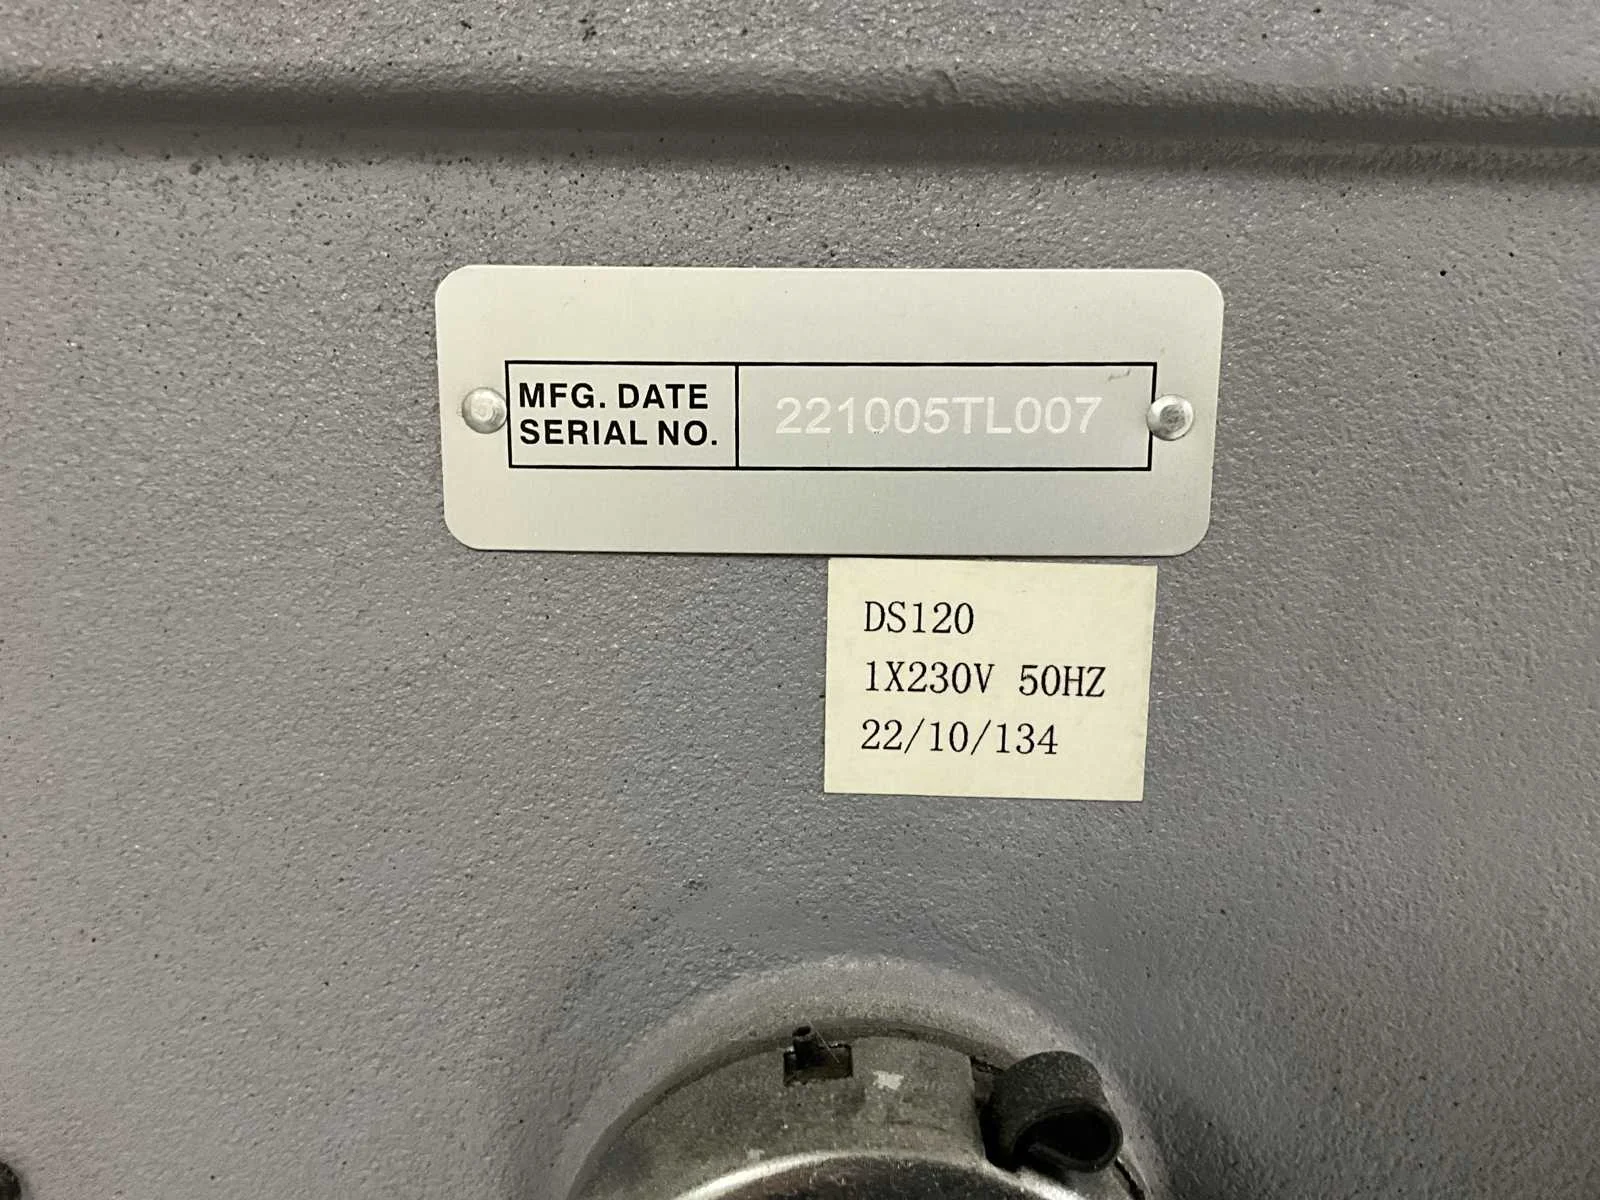 MFG. DATE
SERIAL NO.
221005TL007
DS120
1X230V 50HZ
22/10/134